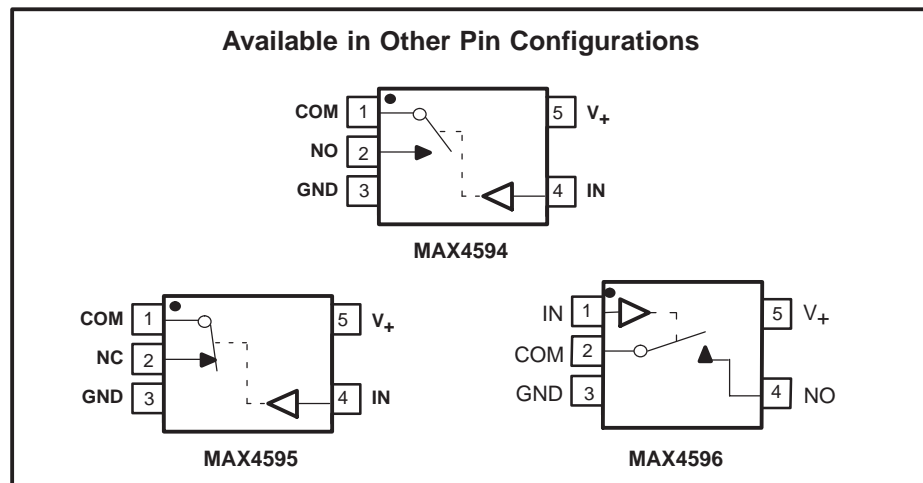 Available in Other Pin Configurations
COM 1 5 V+
NO 2
GND 3 4 IN
MAX4594
COM 1 5 V+
NC 2
GND 3 4 IN
MAX4595
IN 1 5 V+
COM 2
GND 3 4 NO
MAX4596